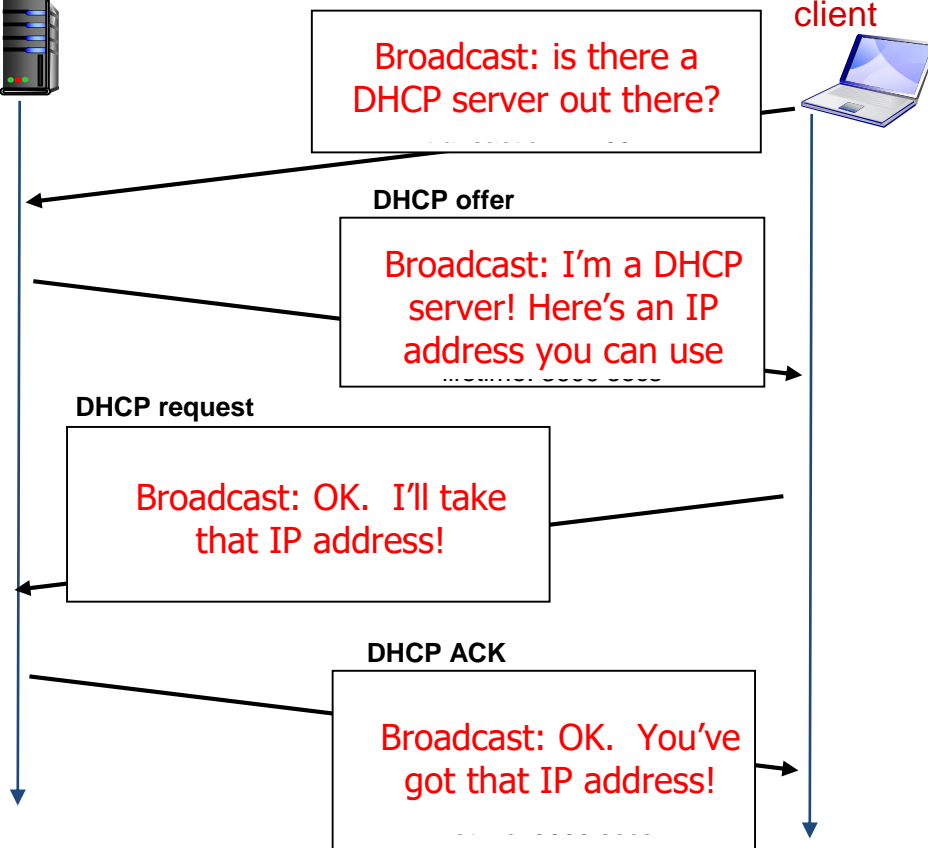 client
Broadcast: is there a
DHCP server out there?
DHCP offer
Broadcast: I’m a DHCP
server! Here’s an IP
address you can use
DHCP request
Broadcast: OK.  I’ll take
that IP address!
DHCP ACK
Broadcast: OK.  You’ve
got that IP address!